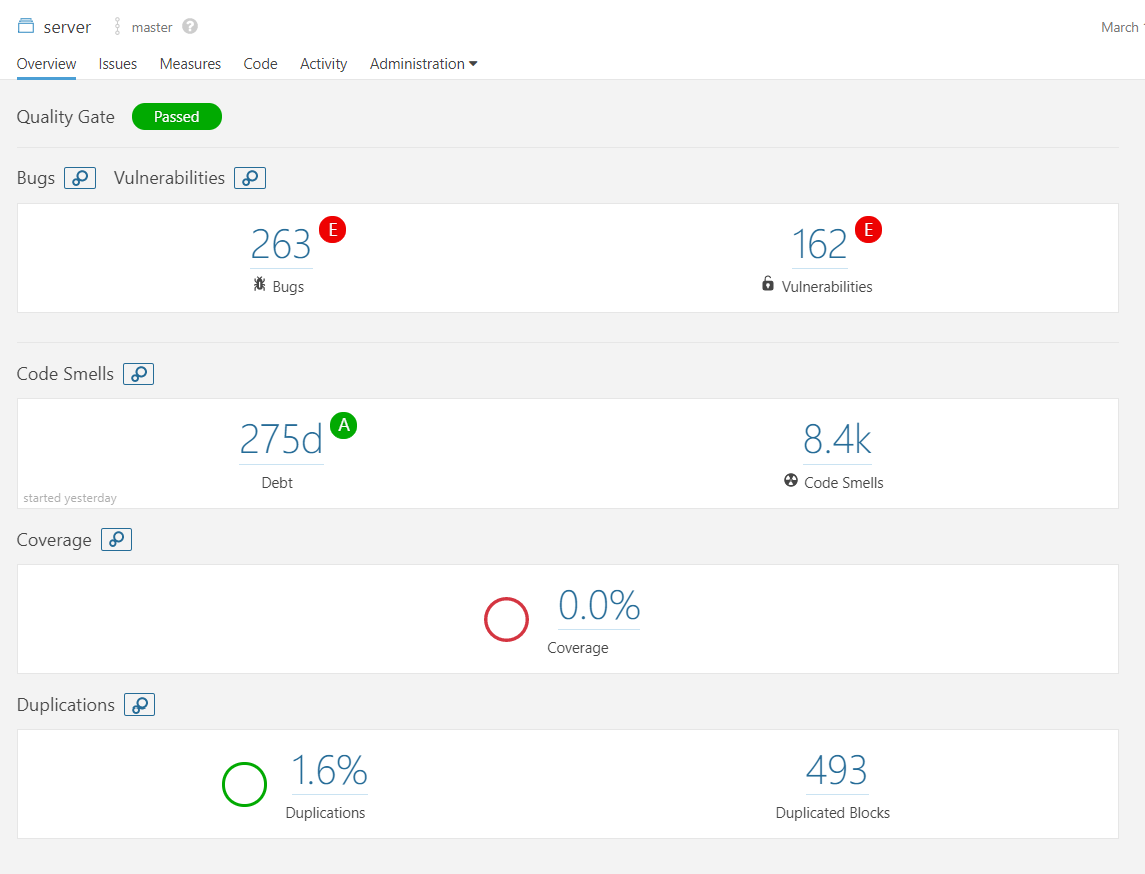 server master ? March
Overview Issues Measures Code Activity Administration
Quality Gate Passed
Bugs Vulnerabilities
263 E 162 E
Bugs Vulnerabilities
Code Smells
275d A 8.4k
Debt Code Smells
started yesterday
Coverage
0.0%
Coverage
Duplications
1.6% 493
Duplications Duplicated Blocks